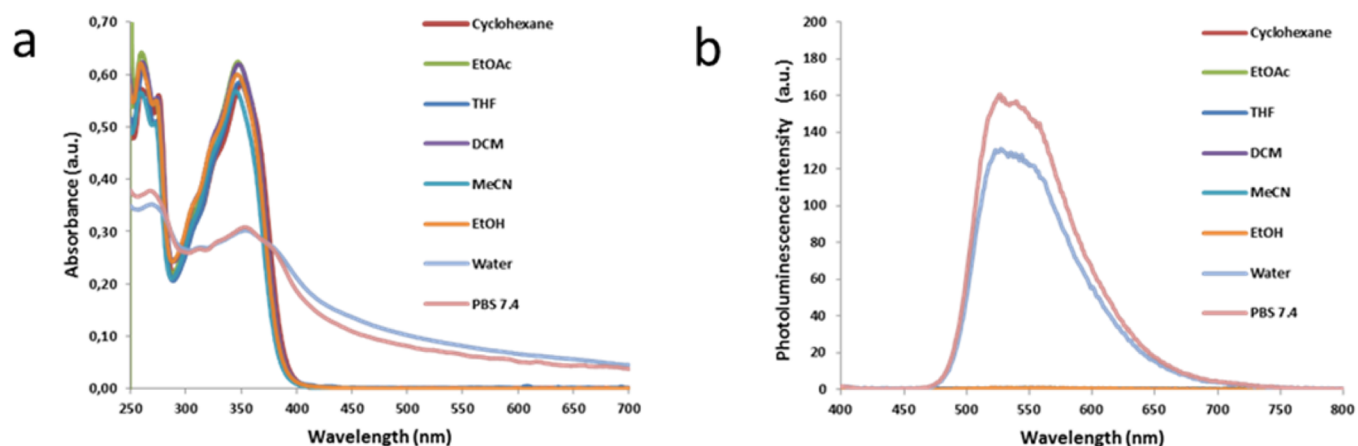 a
Absorbance (a.u.)
0,70
0,60
0,50
0,40
0,30
0,20
0,10
0,00
250 300 350 400 450 500 550 600 650 700
Wavelength (nm)
Cyclohexane
EtOAc
THF
DCM
MeCN
EtOH
Water
PBS 7.4
b
Photoluminescence intensity (a.u.)
200
180
160
140
120
100
80
60
40
20
0
400 450 500 550 600 650 700 750 800
Wavelength (nm)
Cyclohexane
EtOAc
THF
DCM
MeCN
EtOH
Water
PBS 7.4